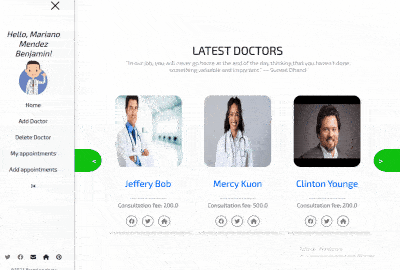 Hello, Mariano
Mendez
Benjamin!
Home
Add Doctor
Delete Doctor
My appointments
Add appointments
LATEST DOCTORS
"In our job, you will never go home at the end of the day thinking that you haven't done
something valuable and important." — Suneel Dhand
<
>
Jeffery Bob
Mercy Kuon
Clinton Younge
Consultation fee: 200.0
Consultation fee: 500.0
Consultation fee: 200.0